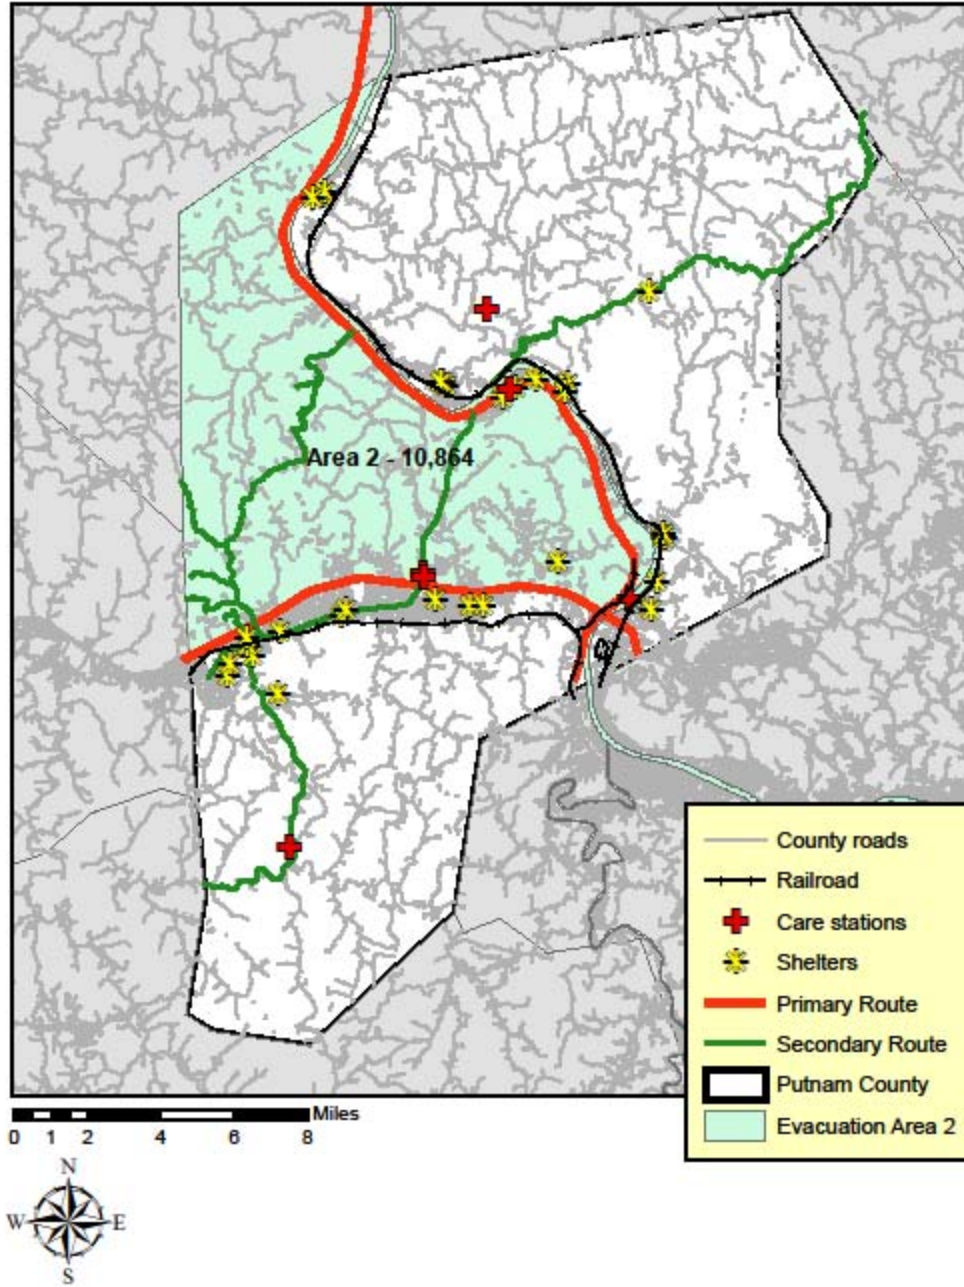 Area 2 - 10,864
County roads
Railroad
Care stations
Shelters
Primary Route
Secondary Route
Putnam County
Evacuation Area 2
Miles
0 1 2 4 6 8
N
W E
S